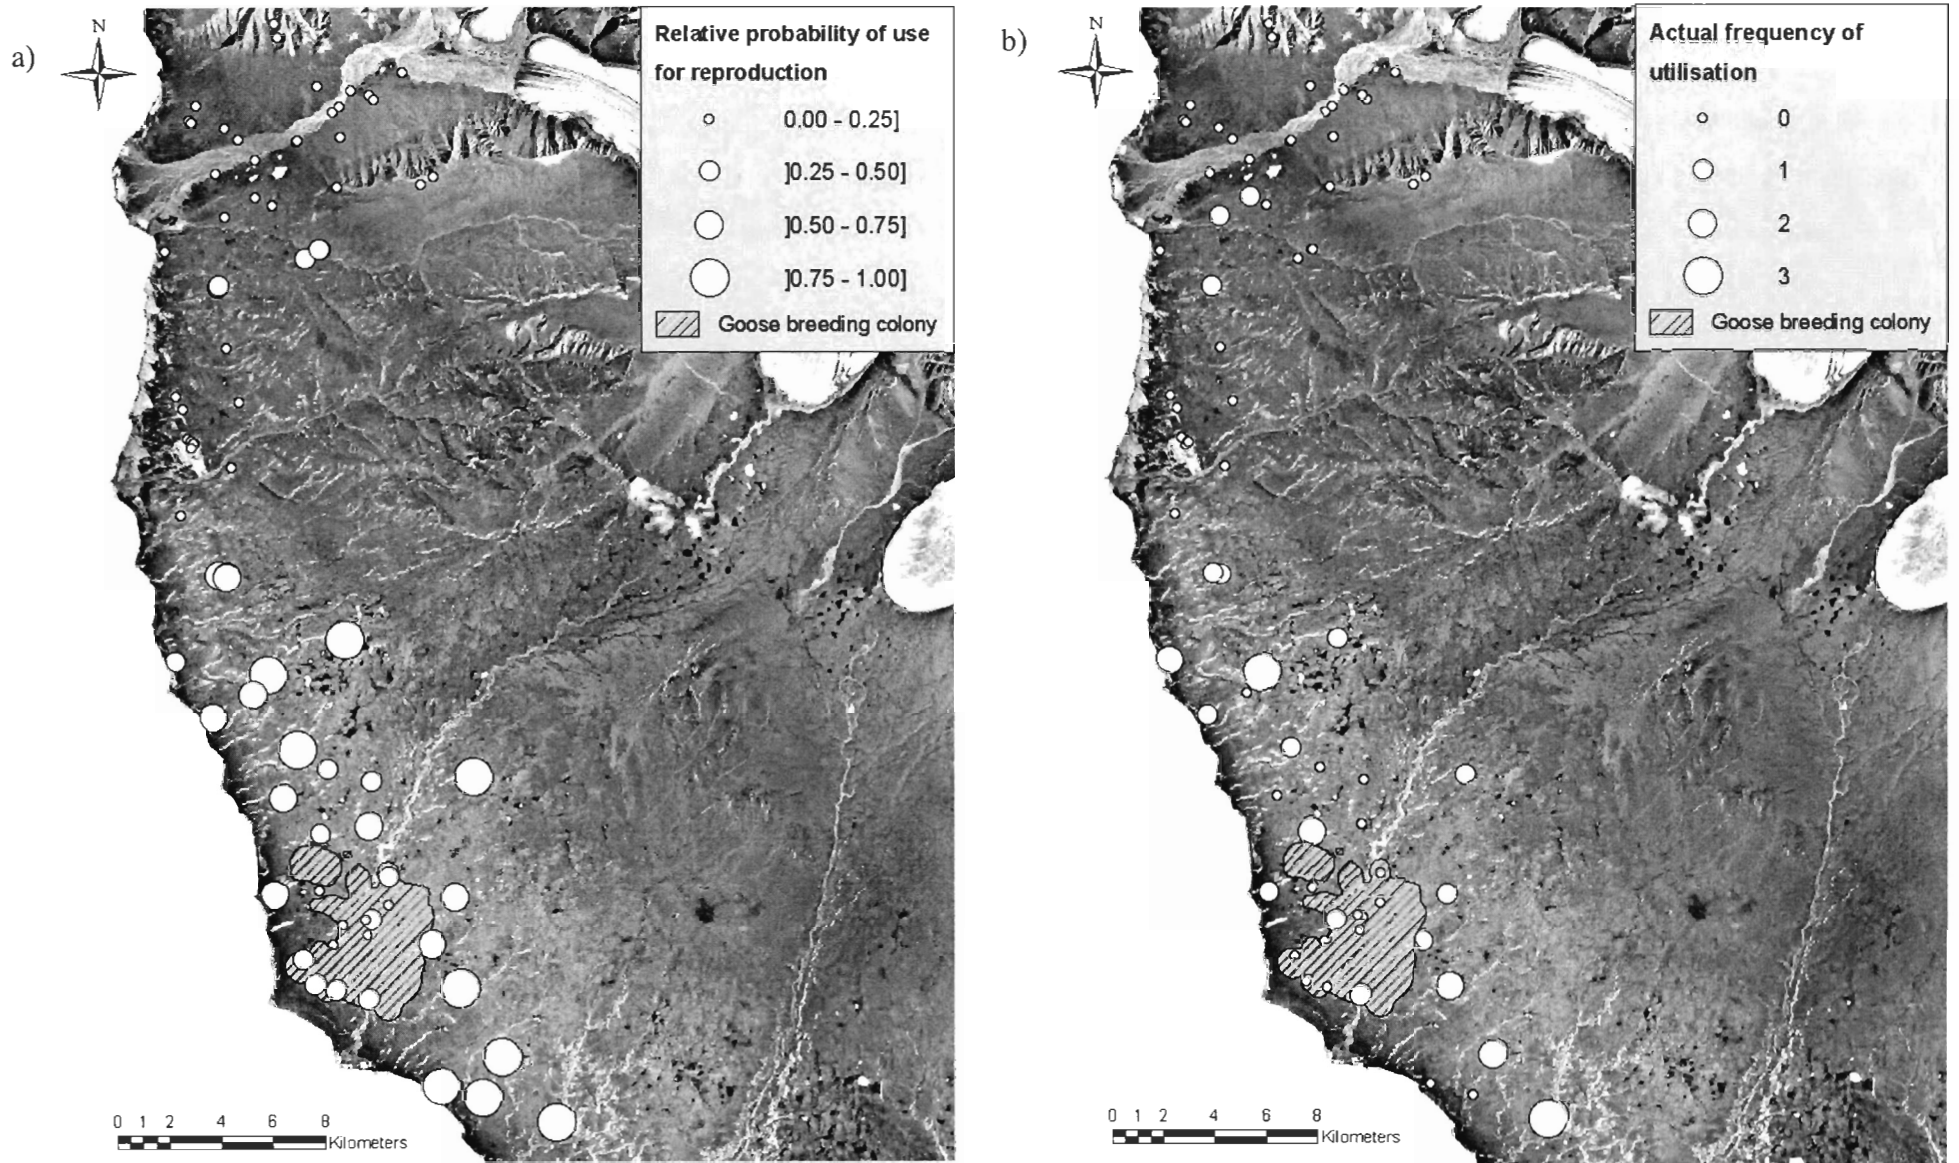 a)
N
Relative probability of use
for reproduction
0.00 - 0.25]
]0.25 - 0.50]
]0.50 - 0.75]
]0.75 - 1.00]
Goose breeding colony
0 1 2 4 6 8
Kilometers
b)
N
Actual frequency of
utilisation
0
1
2
3
Goose breeding colony
0 1 2 4 6 8
Kilometers